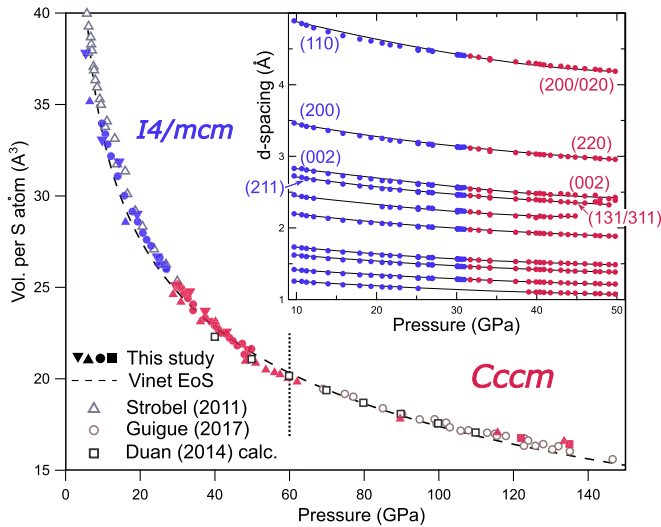 40
35
30
25
20
15
Vol. per S atom (Å³)
0
20
40
60
80
100
120
140
Pressure (GPa)
I4/mcm
Cccm
This study
Vinet EoS
Strobel (2011)
Guigue (2017)
Duan (2014) calc.
d-spacing (Å)
4
3
2
1
10
20
30
40
50
Pressure (GPa)
(110)
(200/020)
(200)
(220)
(002)
(002)
(211)
(131/311)